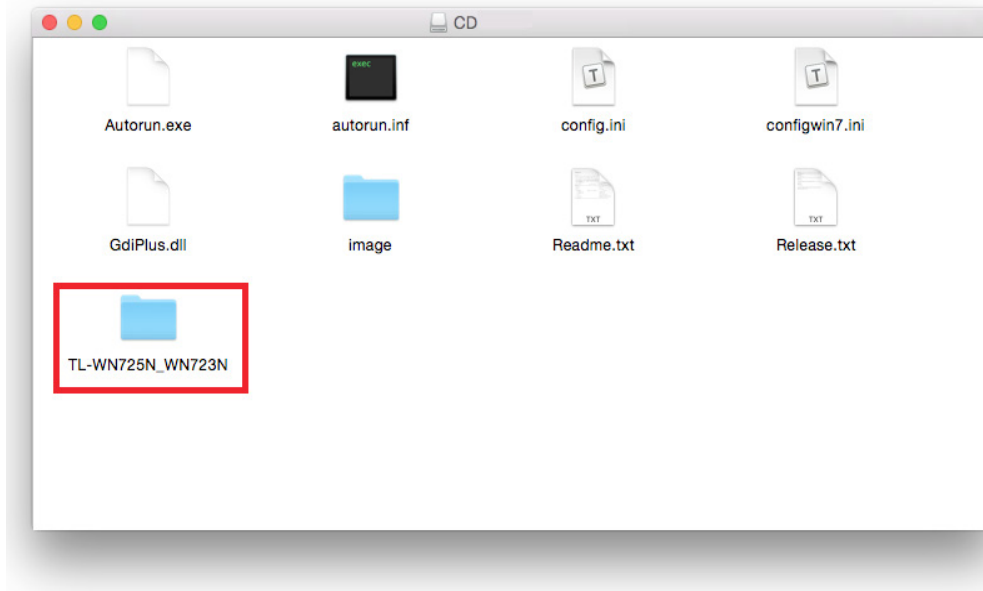 CD
exec
Autorun.exe
autorun.inf
T
config.ini
T
configwin7.ini
GdiPlus.dll
image
TXT
Readme.txt
TXT
Release.txt
TL-WN725N_WN723N